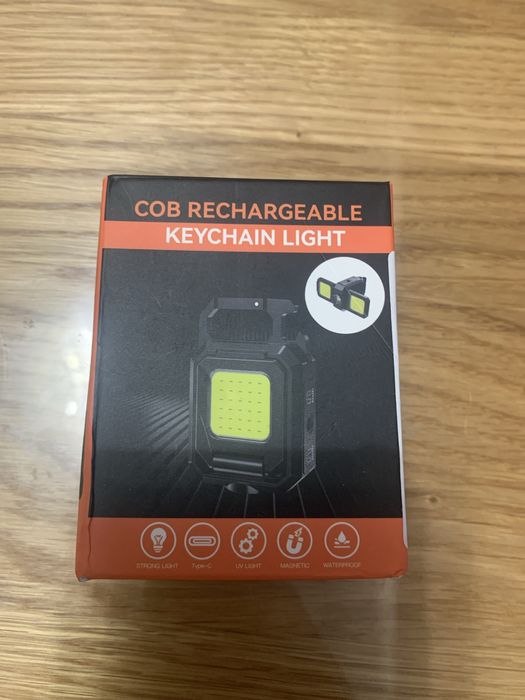 COB RECHARGEABLE
KEYCHAIN LIGHT
STRONG LIGHT Type-C UV LIGHT MAGNETIC WATERPROOF